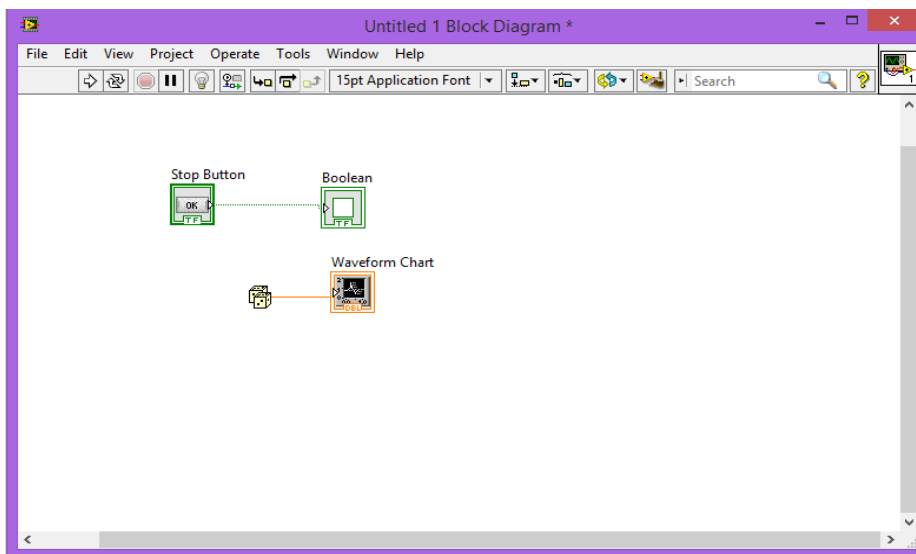 Untitled 1 Block Diagram *
File Edit View Project Operate Tools Window Help
15pt Application Font Search
1
Stop Button
Boolean
OK
TF
TF
Waveform Chart
DBL